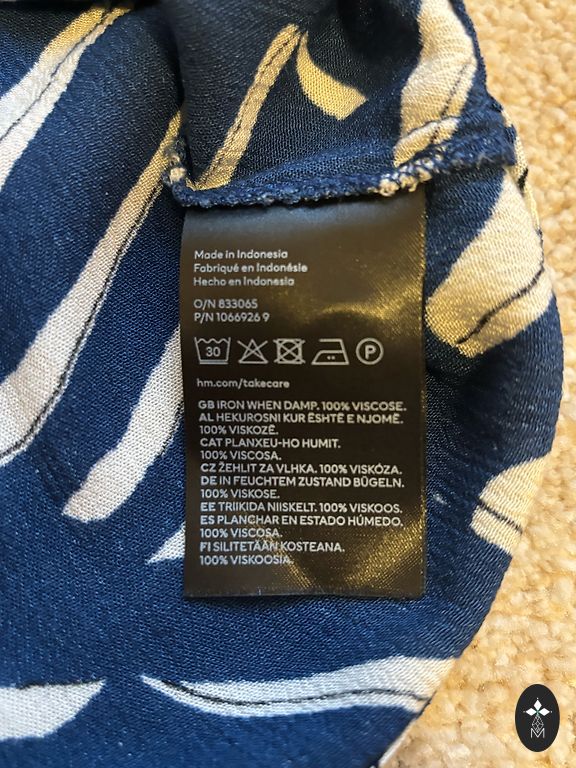 Made in Indonesia
Fabriqué en Indonésie
Hecho en Indonesia
O/N 833065
P/N 1066926 9
30 P
hm.com/takecare
GB IRON WHEN DAMP. 100% VISCOSE.
AL HEKUROSNI KUR ËSHTË E NJOMË.
100% VISKOZË.
CAT PLANXEU-HO HUMIT.
100% VISCOSA.
CZ ŽEHLIT ZA VLHKA. 100% VISKÓZA.
DE IN FEUCHTEM ZUSTAND BÜGELN.
100% VISKOSE.
EE TRIIKIDA NIISKELT. 100% VISKOOS.
ES PLANCHAR EN ESTADO HÚMEDO.
100% VISCOSA.
FI SILITETÄÄN KOSTEANA.
100% VISKOOSIA.
M